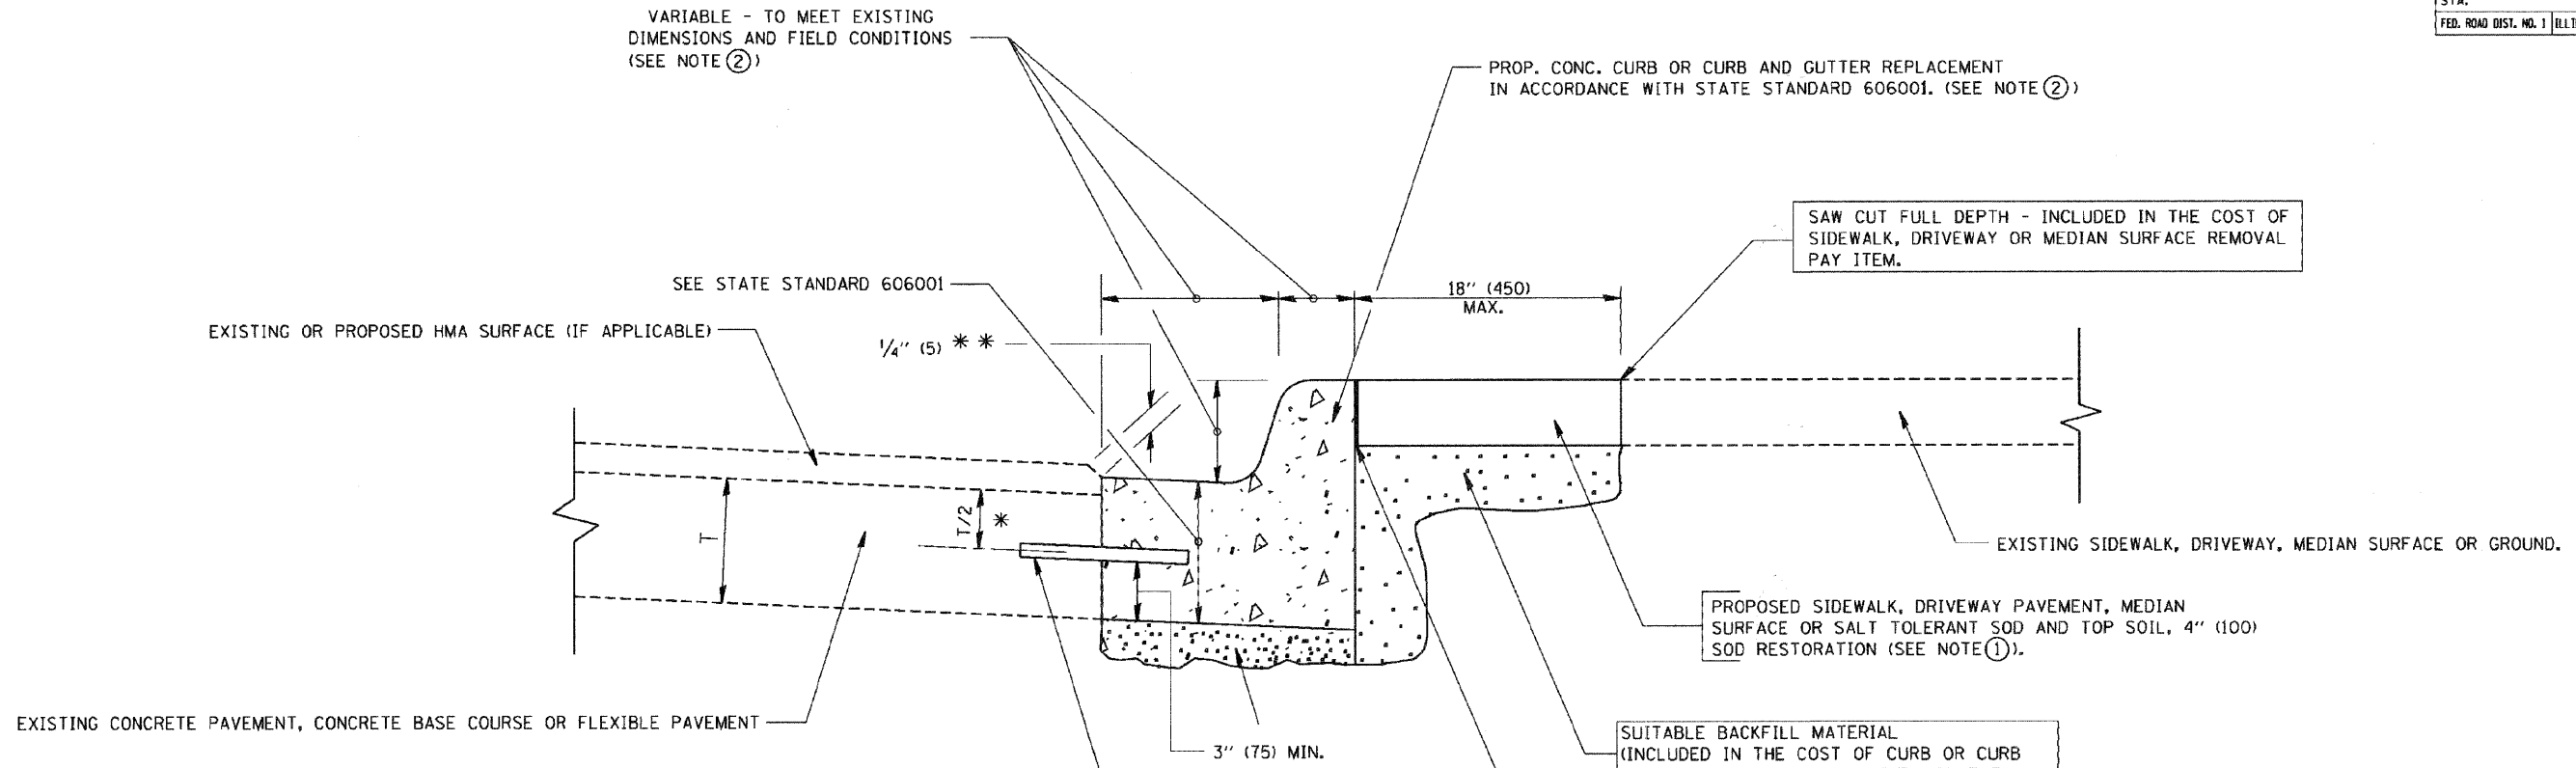 STA.
FED. ROAD DIST. NO. 1
VARIABLE - TO MEET EXISTING
DIMENSIONS AND FIELD CONDITIONS
(SEE NOTE 2)
PROP. CONC. CURB OR CURB AND GUTTER REPLACEMENT
IN ACCORDANCE WITH STATE STANDARD 606001. (SEE NOTE 2)
SAW CUT FULL DEPTH - INCLUDED IN THE COST OF
SIDEWALK, DRIVEWAY OR MEDIAN SURFACE REMOVAL
PAY ITEM.
SEE STATE STANDARD 606001
18" (450)
MAX.
EXISTING OR PROPOSED HMA SURFACE (IF APPLICABLE)
1/4" (5) * *
T
T/2
*
EXISTING SIDEWALK, DRIVEWAY, MEDIAN SURFACE OR GROUND.
PROPOSED SIDEWALK, DRIVEWAY PAVEMENT, MEDIAN
SURFACE OR SALT TOLERANT SOD AND TOP SOIL, 4" (100)
SOD RESTORATION (SEE NOTE 1).
EXISTING CONCRETE PAVEMENT, CONCRETE BASE COURSE OR FLEXIBLE PAVEMENT
3" (75) MIN.
SUITABLE BACKFILL MATERIAL
(INCLUDED IN THE COST OF CURB OR CURB